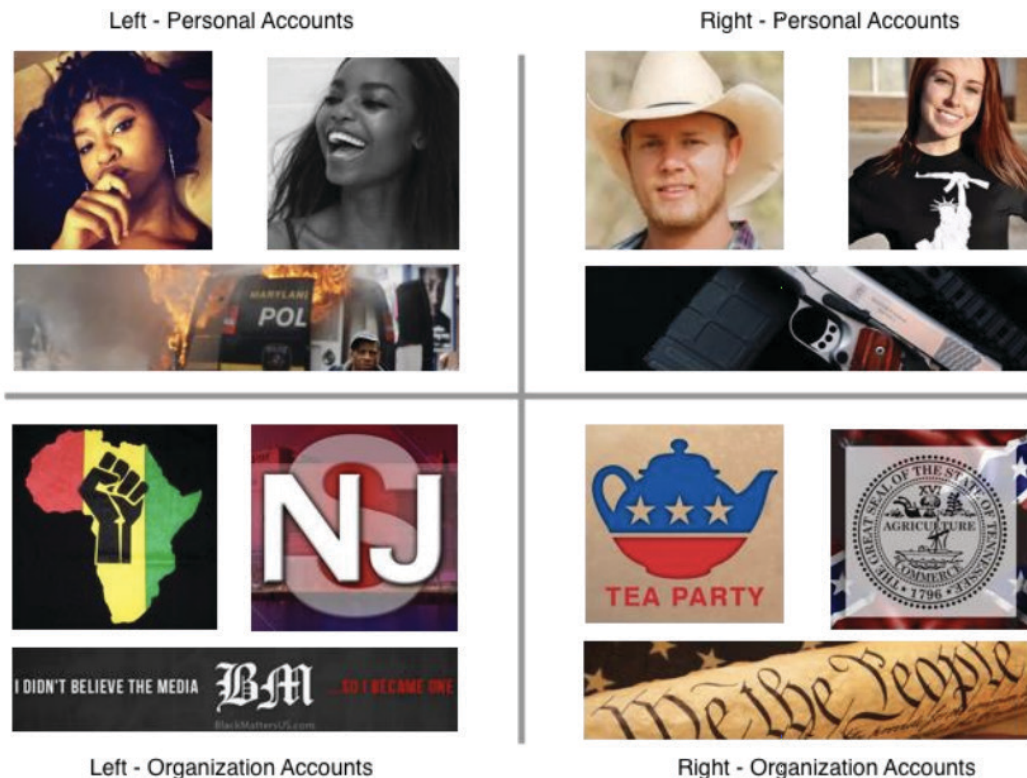 Left - Personal Accounts
Right - Personal Accounts
MARYLAND
POL
NJ
S
TEA PARTY
THE GREAT SEAL OF THE STATE OF TENNESSEE
XVI
AGRICULTURE
COMMERCE
1796
I DIDN'T BELIEVE THE MEDIA
BM
...SO I BECAME ONE
BlackMattersUS.com
We the People
Left - Organization Accounts
Right - Organization Accounts